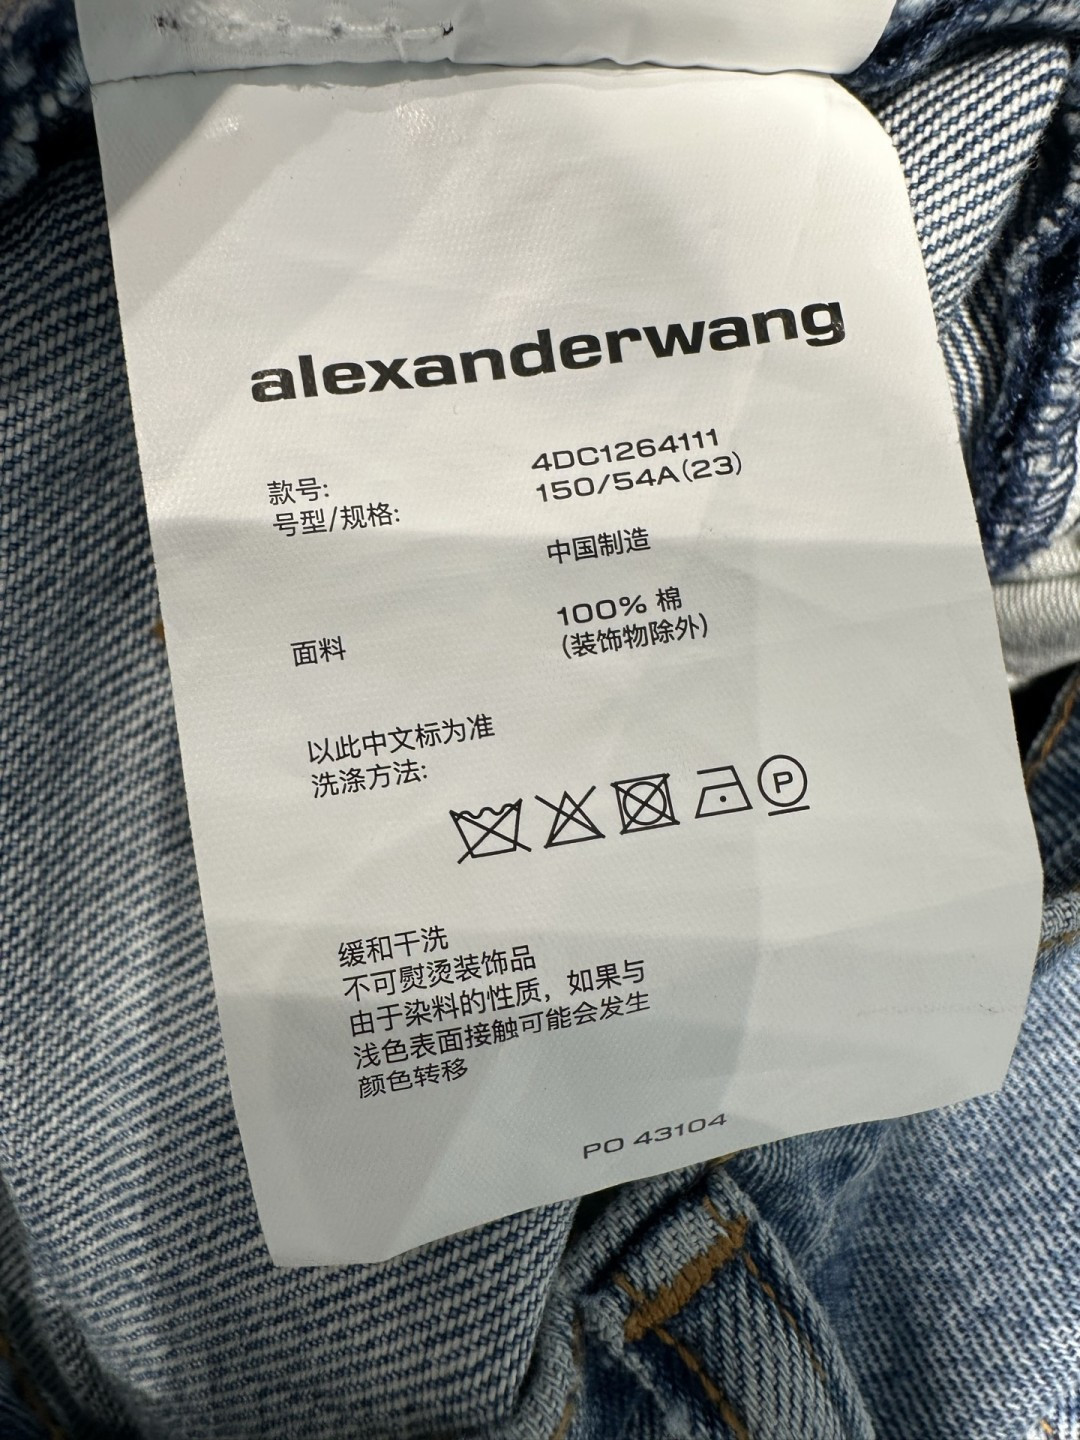 alexanderwang
款号: 4DC1264111
号型/规格: 150/54A(23)
中国制造
面料 100% 棉
(装饰物除外)
以此中文标为准
洗涤方法:
P
缓和干洗
不可熨烫装饰品
由于染料的性质，如果与
浅色表面接触可能会发生
颜色转移
PO 43104